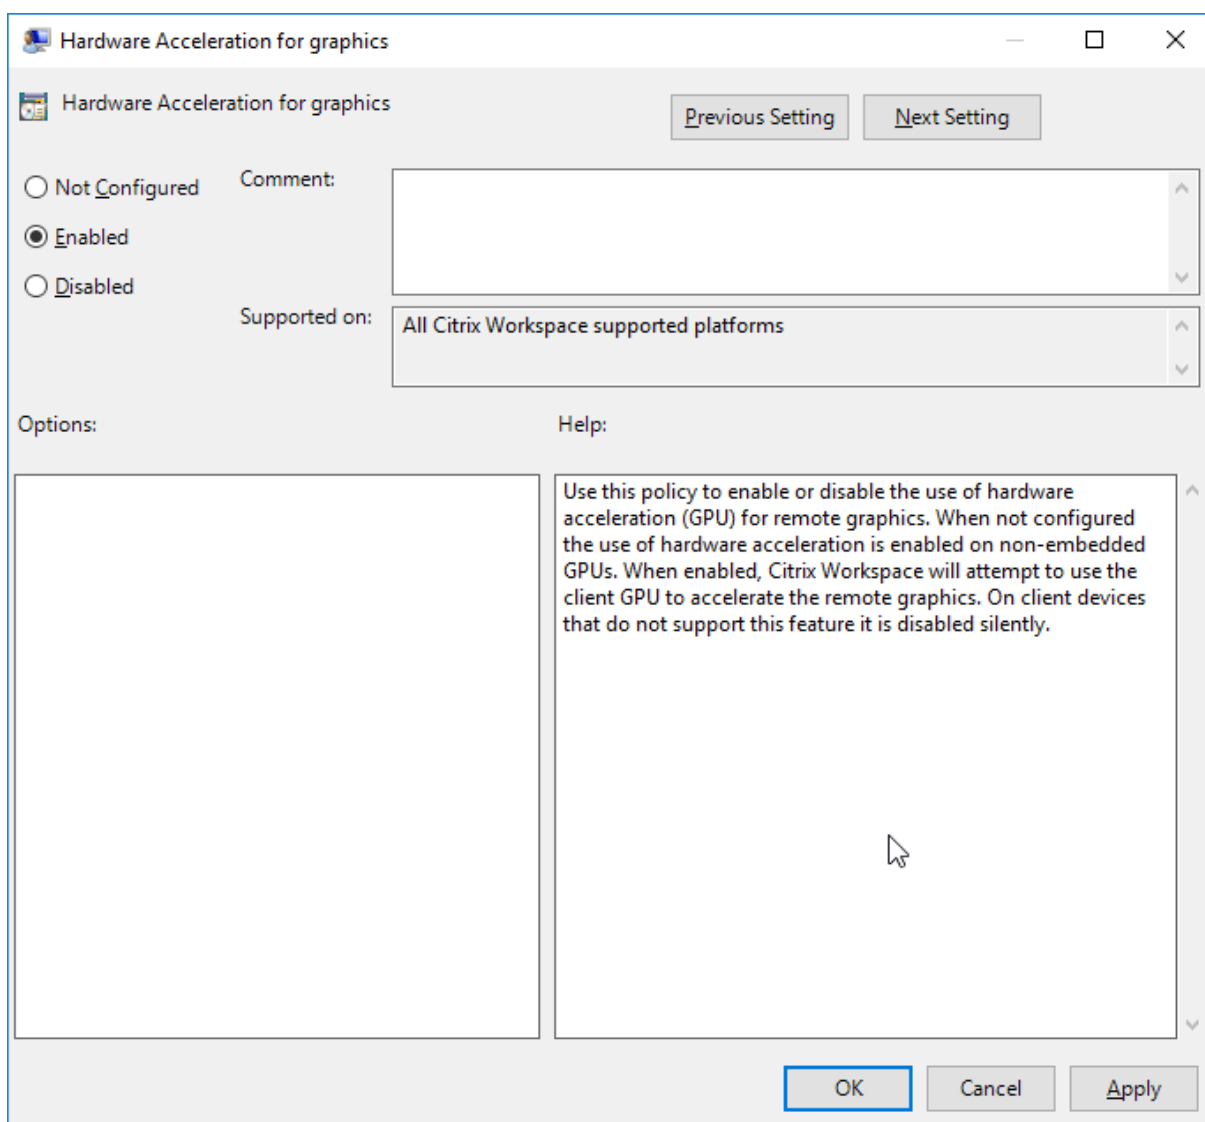 Hardware Acceleration for graphics
Hardware Acceleration for graphics
Previous Setting
Next Setting
Not Configured
Comment:
Enabled
Disabled
Supported on:
All Citrix Workspace supported platforms
Options:
Help:
Use this policy to enable or disable the use of hardware
acceleration (GPU) for remote graphics. When not configured
the use of hardware acceleration is enabled on non-embedded
GPUs. When enabled, Citrix Workspace will attempt to use the
client GPU to accelerate the remote graphics. On client devices
that do not support this feature it is disabled silently.
OK
Cancel
Apply